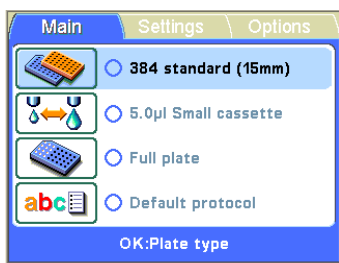 Main Settings Options
384 standard (15mm)
5.0µl Small cassette
Full plate
abc Default protocol
OK:Plate type